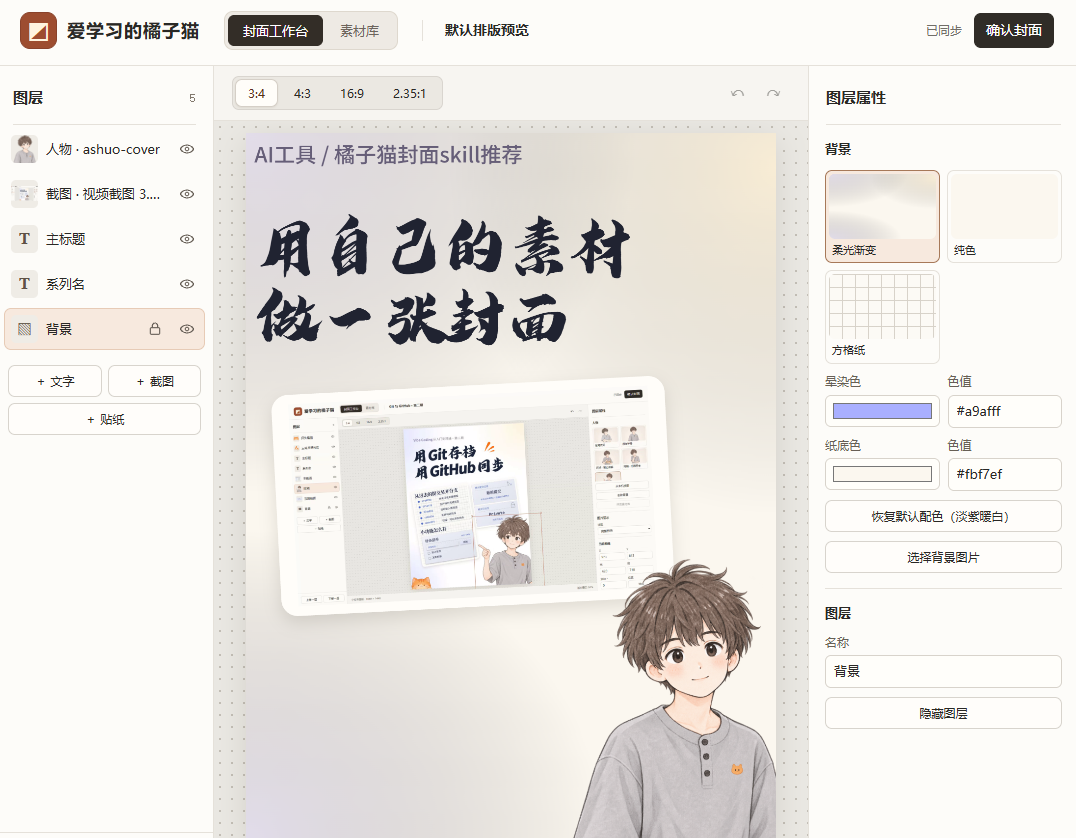 爱学习的橘子猫
封面工作台
素材库
默认排版预览
已同步
确认封面
图层
5
人物 · ashuo-cover
截图 · 视频截图 3....
T
主标题
T
系列名
背景
+ 文字
+ 截图
+ 贴纸
3:4
4:3
16:9
2.35:1
AI工具 / 橘子猫封面skill推荐
用自己的素材
做一张封面
爱学习的橘子猫
用Git存档
用GitHub同步
图层属性
背景
柔光渐变
纯色
方格纸
晕染色
色值
#a9afff
纸底色
色值
#fbf7ef
恢复默认配色（淡紫暖白）
选择背景图片
图层
名称
背景
隐藏图层